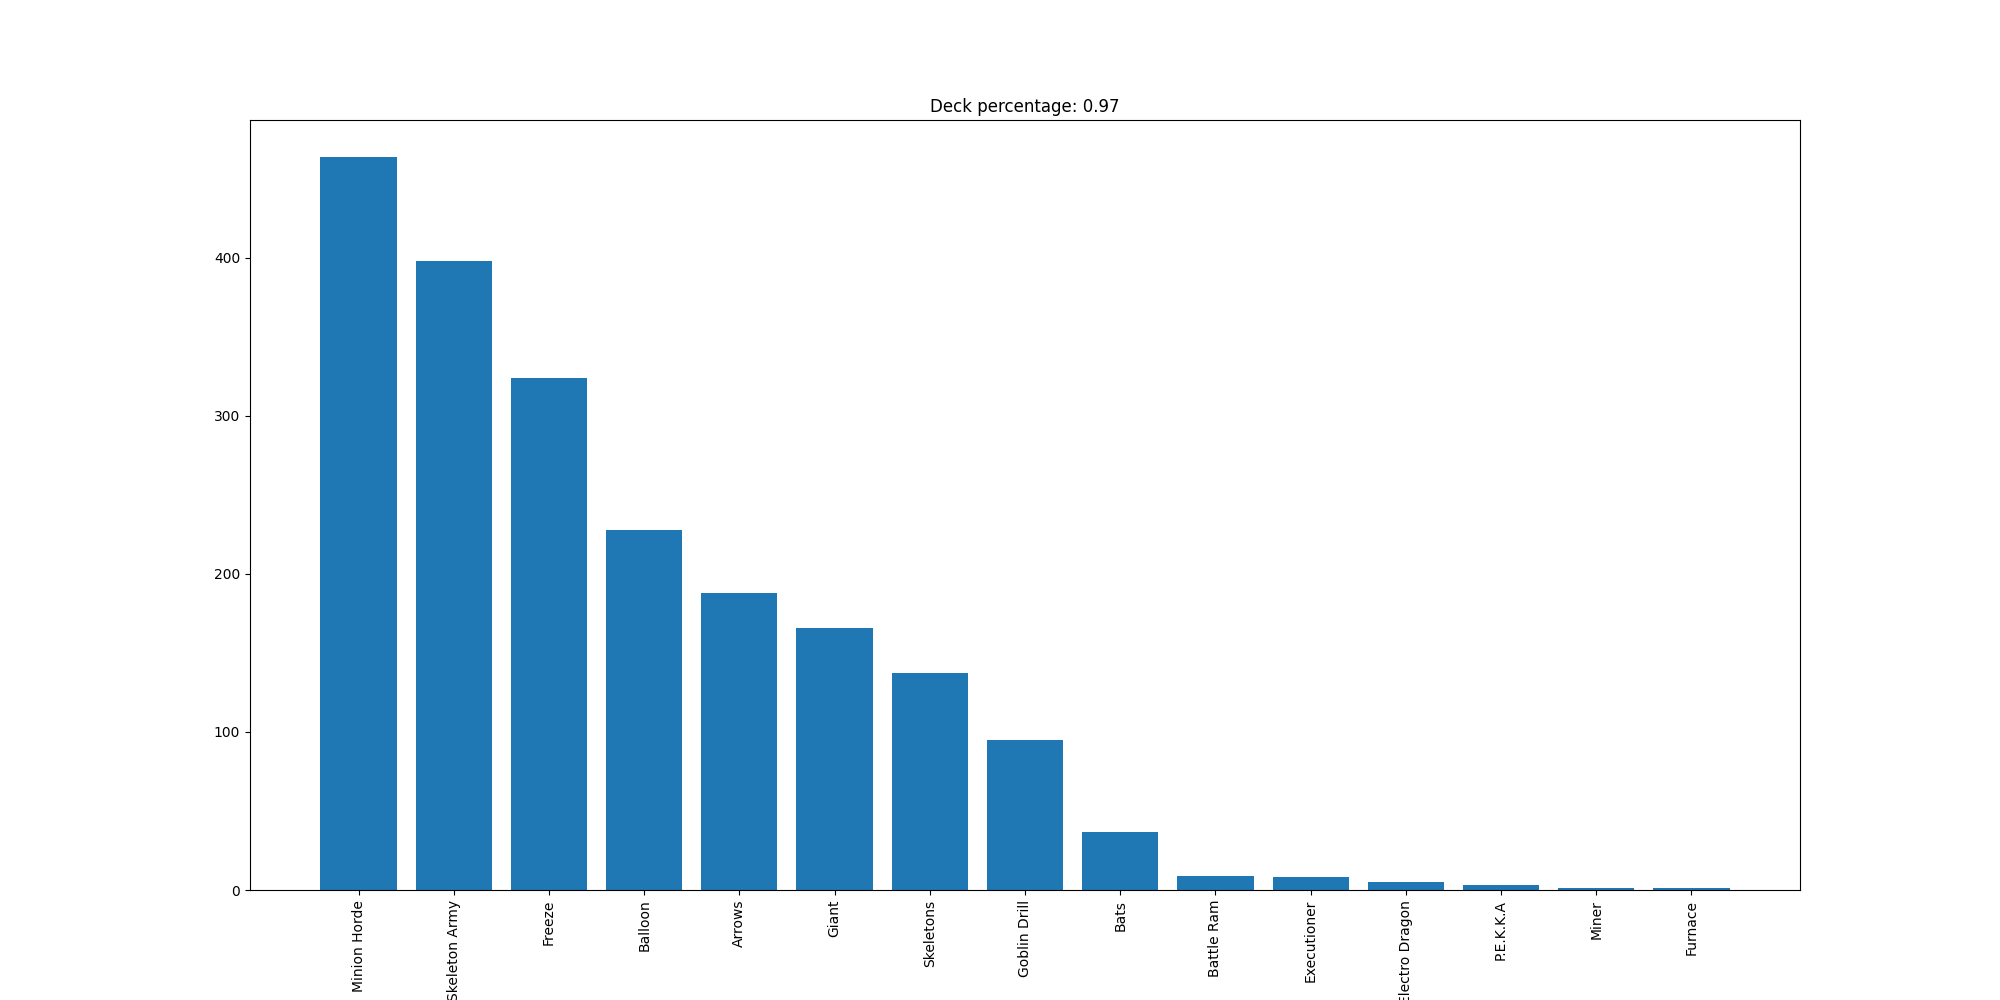 Deck percentage: 0.97
400
300
200
100
0
Minion Horde
Skeleton Army
Freeze
Balloon
Arrows
Giant
Skeletons
Goblin Drill
Bats
Battle Ram
Executioner
Electro Dragon
P.E.K.K.A
Miner
Furnace